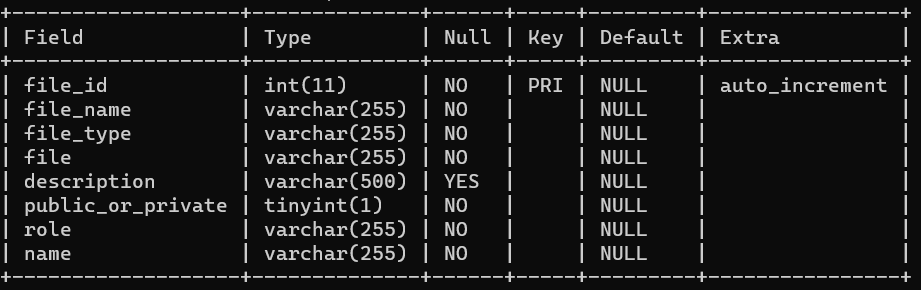 +-------------------+--------------+------+-----+---------+----------------+
| Field             | Type         | Null | Key | Default | Extra          |
+-------------------+--------------+------+-----+---------+----------------+
| file_id           | int(11)      | NO   | PRI | NULL    | auto_increment |
| file_name         | varchar(255) | NO   |     | NULL    |                |
| file_type         | varchar(255) | NO   |     | NULL    |                |
| file              | varchar(255) | NO   |     | NULL    |                |
| description       | varchar(500) | YES  |     | NULL    |                |
| public_or_private | tinyint(1)   | NO   |     | NULL    |                |
| role              | varchar(255) | NO   |     | NULL    |                |
| name              | varchar(255) | NO   |     | NULL    |                |
+-------------------+--------------+------+-----+---------+----------------+